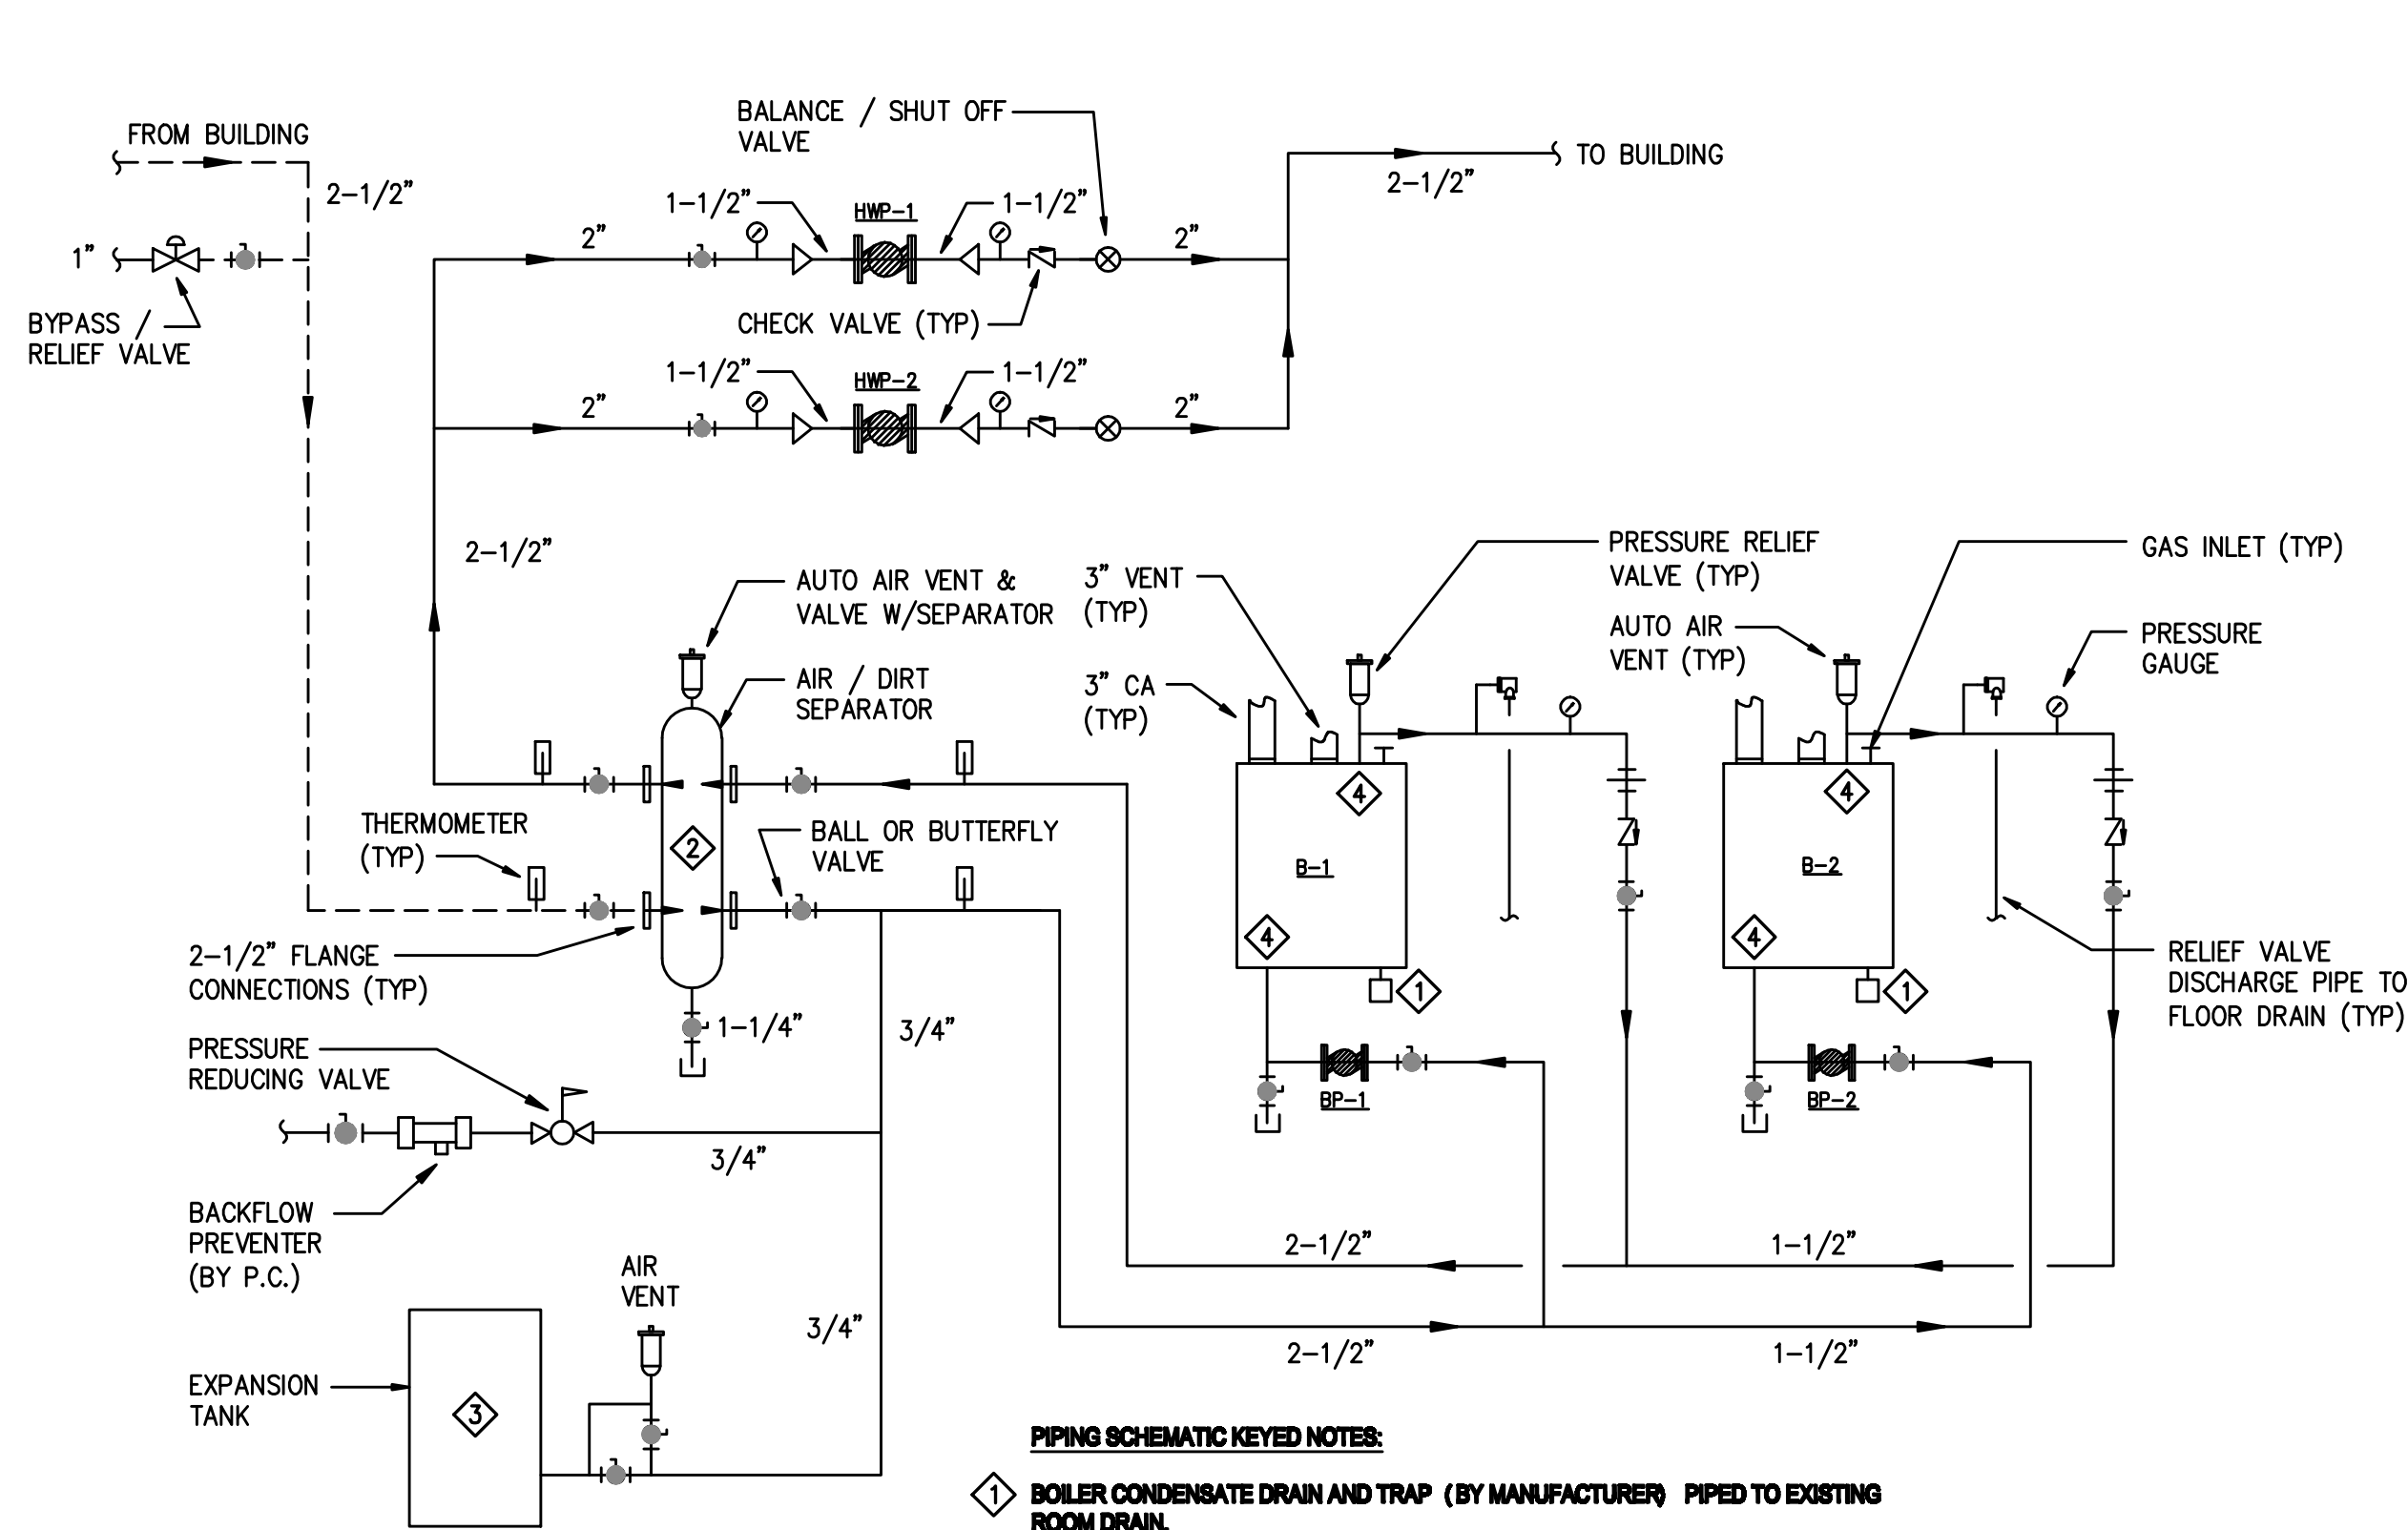 FROM BUILDING
2-1/2"
1"
BYPASS /
RELIEF VALVE
BALANCE / SHUT OFF
VALVE
TO BUILDING
2-1/2"
2"
1-1/2"
HWP-1
1-1/2"
2"
CHECK VALVE (TYP)
2"
1-1/2"
HWP-2
1-1/2"
2"
2-1/2"
AUTO AIR VENT &
VALVE W/SEPARATOR
AIR / DIRT
SEPARATOR
3" VENT
(TYP)
3" CA
(TYP)
PRESSURE RELIEF
VALVE (TYP)
AUTO AIR
VENT (TYP)
GAS INLET (TYP)
PRESSURE
GAUGE
THERMOMETER
(TYP)
2
BALL OR BUTTERFLY
VALVE
4
B-1
4
1
4
B-2
4
1
2-1/2" FLANGE
CONNECTIONS (TYP)
RELIEF VALVE
DISCHARGE PIPE TO
FLOOR DRAIN (TYP)
1-1/4"
3/4"
PRESSURE
REDUCING VALVE
BP-1
BP-2
3/4"
BACKFLOW
PREVENTER
(BY P.C.)
AIR
VENT
2-1/2"
1-1/2"
3/4"
2-1/2"
1-1/2"
EXPANSION
TANK
3
PIPING SCHEMATIC KEYED NOTES:
1 BOILER CONDENSATE DRAIN AND TRAP (BY MANUFACTURER) PIPED TO EXISTING
ROOM DRAIN.